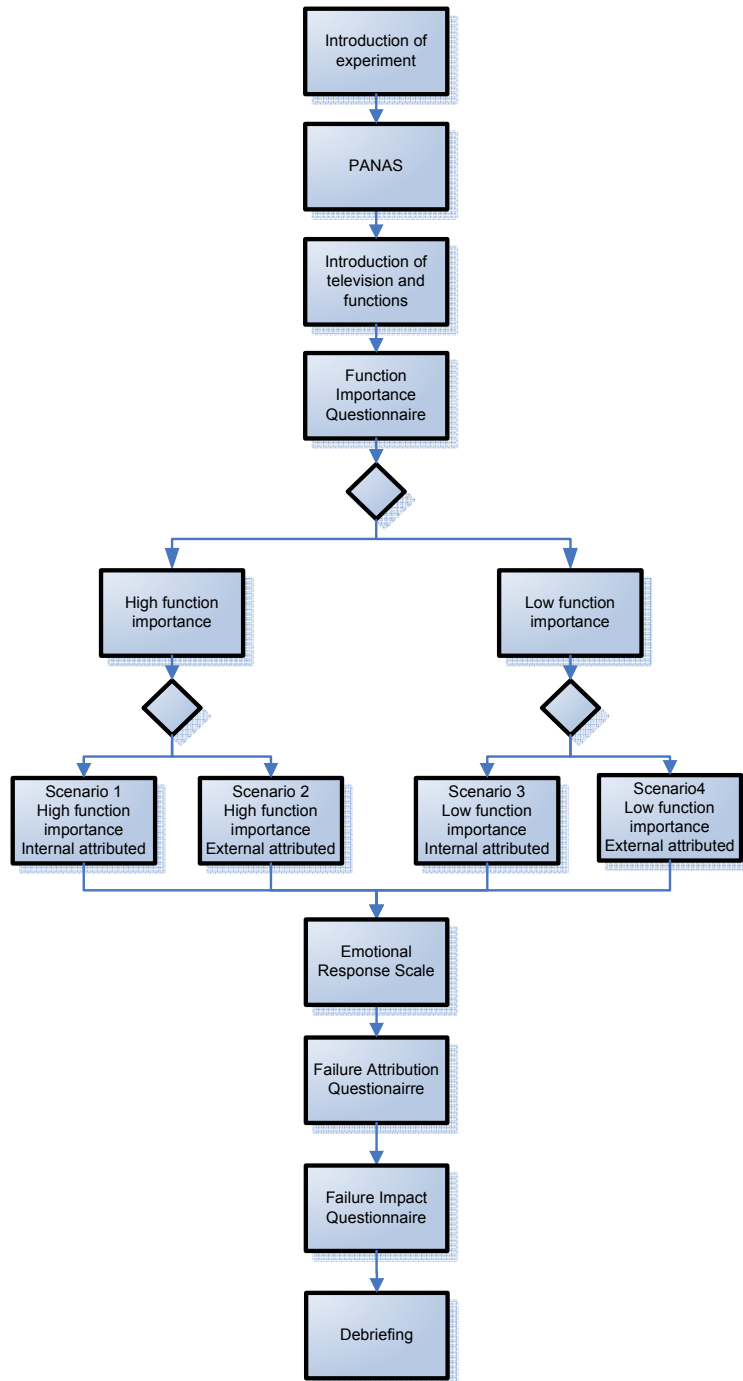 Introduction of
experiment
PANAS
Introduction of
television and
functions
Function
Importance
Questionnaire
High function
importance
Low function
importance
Scenario 1
High function
importance
Internal attributed
Scenario 2
High function
importance
External attributed
Scenario 3
Low function
importance
Internal attributed
Scenario4
Low function
importance
External attributed
Emotional
Response Scale
Failure Attribution
Questionairre
Failure Impact
Questionnaire
Debriefing